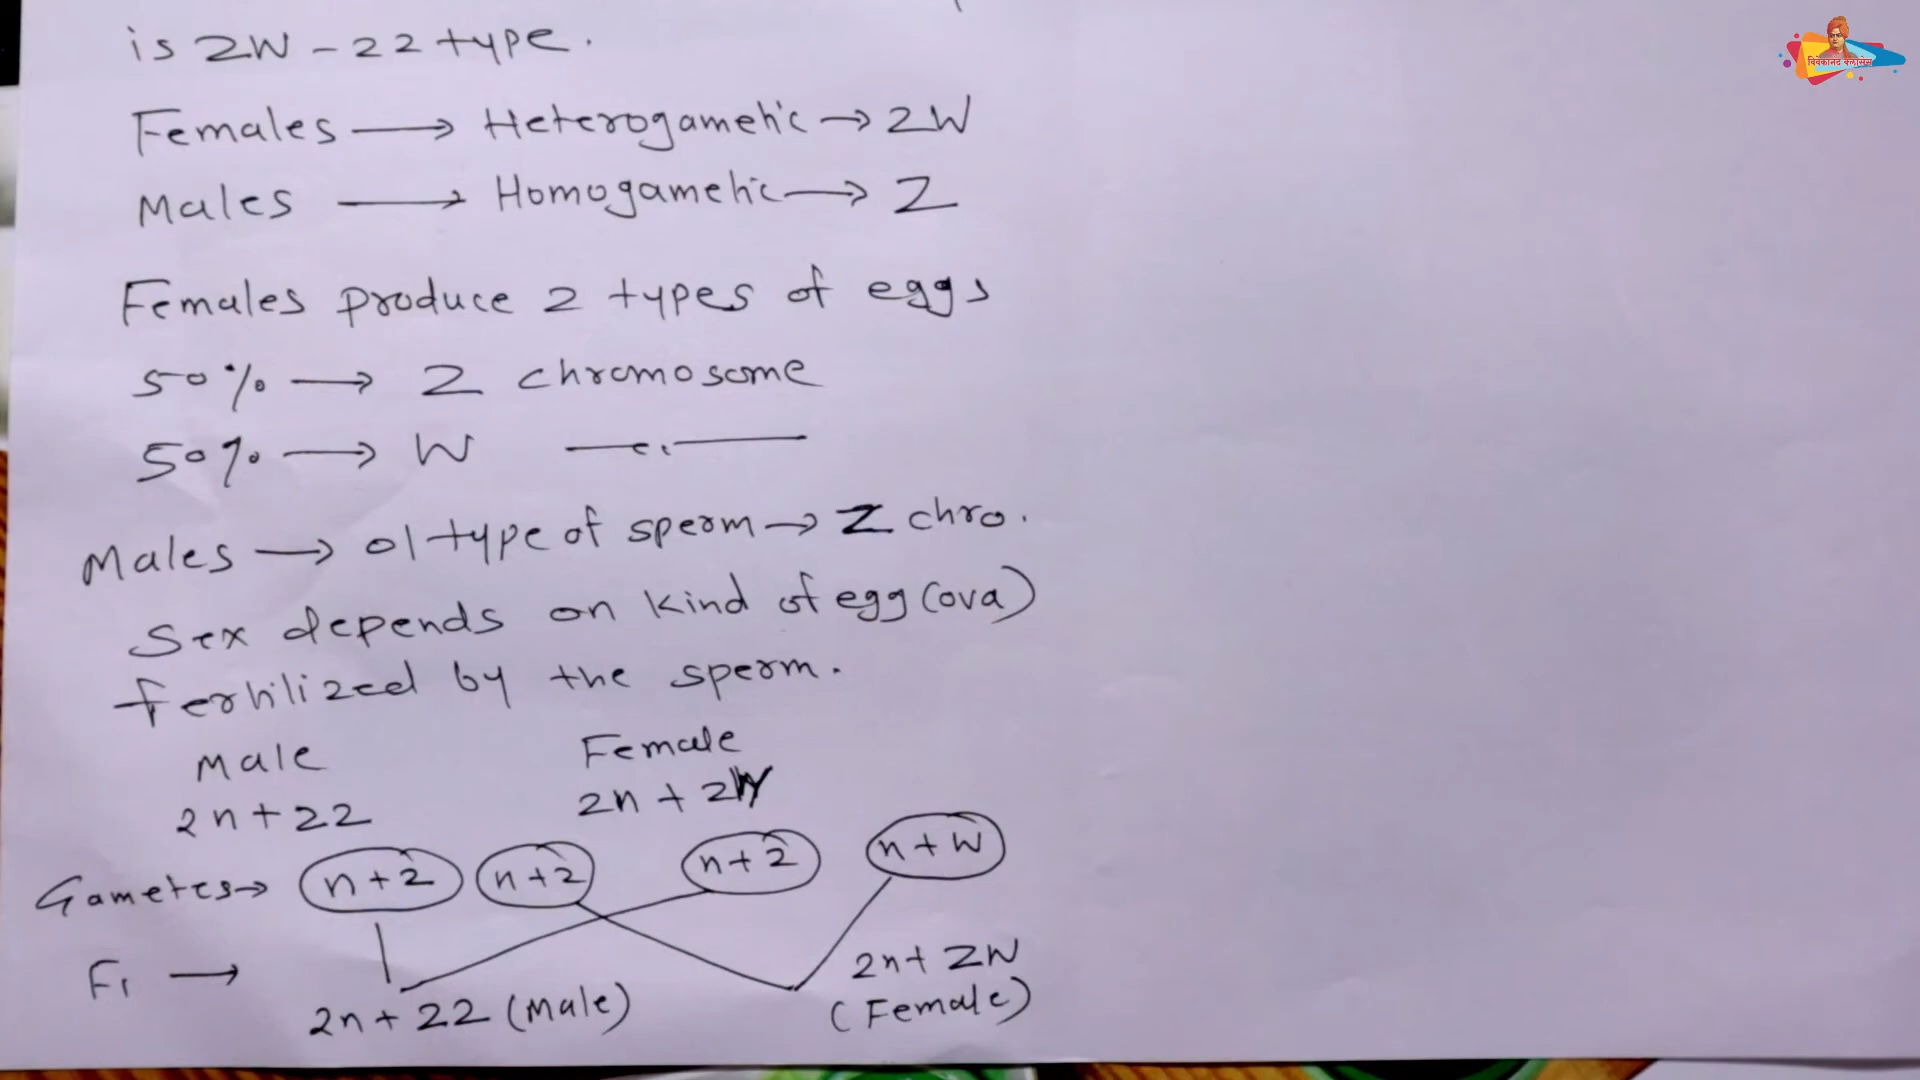 is ZW - ZZ type.
Females → Heterogametic → ZW
Males → Homogametic → Z
Females produce 2 types of eggs
50% → Z chromosome
50% → W —〃—
Males → 01 type of sperm → Z chro.
Sex depends on kind of egg (ova)
fertilized by the sperm.
Male Female
2n + ZZ 2n + ZW
Gametes → n+Z n+Z n+Z n+W
F1 → 2n + ZZ (Male) 2n + ZW (Female)
विवेकानंद क्लासेस